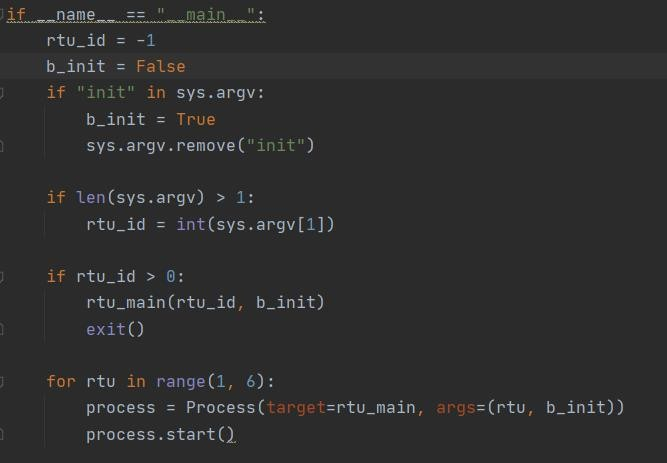 if __name__ == "__main__":
    rtu_id = -1
    b_init = False
    if "init" in sys.argv:
        b_init = True
        sys.argv.remove("init")

    if len(sys.argv) > 1:
        rtu_id = int(sys.argv[1])

    if rtu_id > 0:
        rtu_main(rtu_id, b_init)
        exit()

    for rtu in range(1, 6):
        process = Process(target=rtu_main, args=(rtu, b_init))
        process.start()